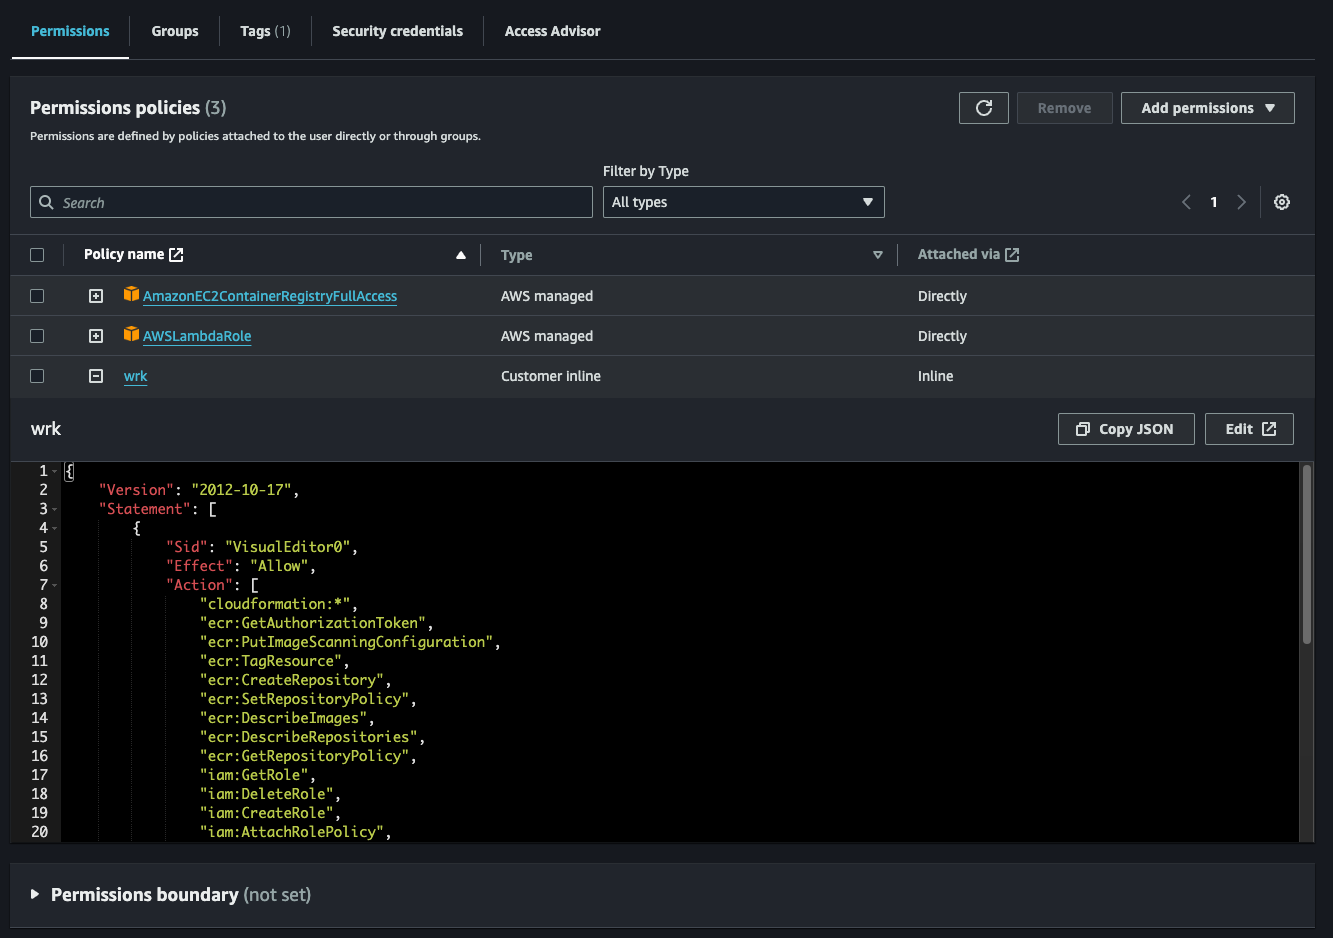 Permissions
Groups
Tags (1)
Security credentials
Access Advisor
Permissions policies (3)
Remove
Add permissions
Permissions are defined by policies attached to the user directly or through groups.
Filter by Type
Search
All types
1
Policy name
Type
Attached via
AmazonEC2ContainerRegistryFullAccess
AWS managed
Directly
AWSLambdaRole
AWS managed
Directly
wrk
Customer inline
Inline
wrk
Copy JSON
Edit
1 {
2 "Version": "2012-10-17",
3 "Statement": [
4 {
5 "Sid": "VisualEditor0",
6 "Effect": "Allow",
7 "Action": [
8 "cloudformation:*",
9 "ecr:GetAuthorizationToken",
10 "ecr:PutImageScanningConfiguration",
11 "ecr:TagResource",
12 "ecr:CreateRepository",
13 "ecr:SetRepositoryPolicy",
14 "ecr:DescribeImages",
15 "ecr:DescribeRepositories",
16 "ecr:GetRepositoryPolicy",
17 "iam:GetRole",
18 "iam:DeleteRole",
19 "iam:CreateRole",
20 "iam:AttachRolePolicy",
Permissions boundary (not set)